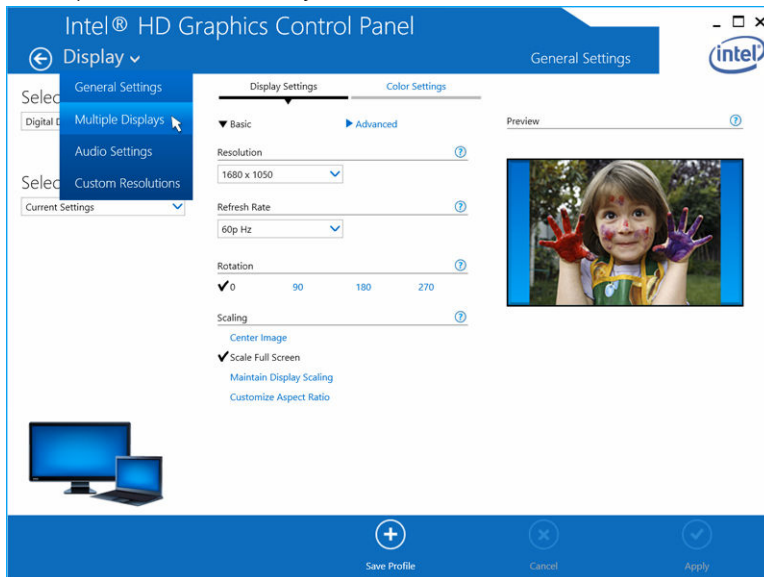 Intel® HD Graphics Control Panel
Display
General Settings
intel
General Settings
Multiple Displays
Audio Settings
Custom Resolutions
Selec
Digital D
Selec
Current Settings
Display Settings
Color Settings
Basic
Advanced
Resolution
?
1680 x 1050
Refresh Rate
?
60p Hz
Rotation
?
0 90 180 270
Scaling
?
Center Image
Scale Full Screen
Maintain Display Scaling
Customize Aspect Ratio
Preview
?
Save Profile
Cancel
Apply